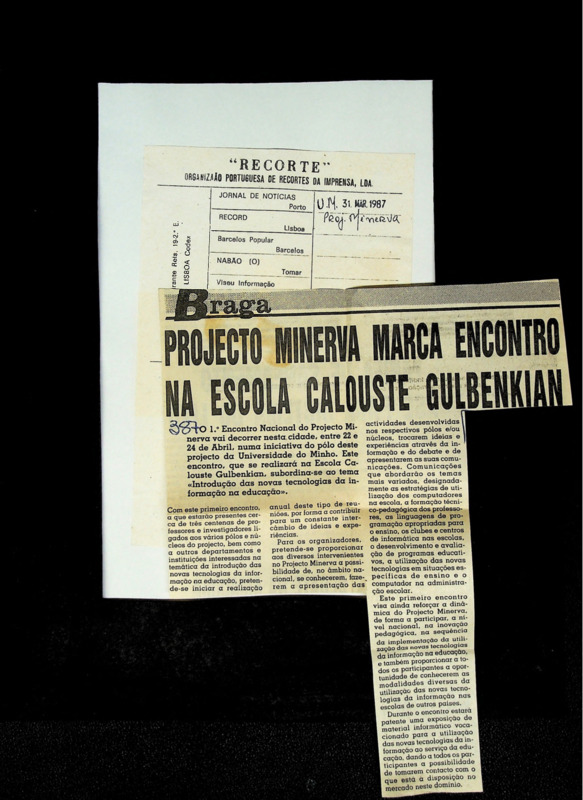 "RECORTE"
ORGANIZAÃO PORTUGUESA DE RECORTES DA IMPRENSA, LDA
JORNAL DE NOTÍCIAS
Porto
RECORD
Lisboa
Barcelos Popular
Barcelos
NABÃO (O)
Tomar
Viseu Informação
U.M. 31. MAR. 1987
Proj. Minerva
rante Reis, 19-2.º E.
LISBOA Codex
Braga
PROJECTO MINERVA MARCA ENCONTRO
NA ESCOLA CALOUSTE GULBENKIAN
387
O 1.º Encontro Nacional do Projecto Mi-
nerva vai decorrer nesta cidade, entre 22 e
24 de Abril, numa iniciativa do pólo deste
projecto da Universidade do Minho. Este
encontro, que se realizará na Escola Ca-
louste Gulbenkian, subordina-se ao tema
«Introdução das novas tecnologias da in-
formação na educação».
Com este primeiro encontro,
a que estarão presentes cer-
ca de três centenas de pro-
fessores e investigadores li-
gados aos vários pólos e nú-
cleos do projecto, bem como
a outros departamentos e
instituições interessadas na
temática da introdução das
novas tecnologias da infor-
mação na educação, preten-
de-se iniciar a realização
anual deste tipo de reu-
niões, por forma a contribuir
para um constante inter-
câmbio de ideias e expe-
riências.
Para os organizadores,
pretende-se proporcionar
aos diversos intervenientes
no Projecto Minerva a possi-
bilidade de, no âmbito na-
cional, se conhecerem, faze-
rem a apresentação das
actividades desenvolvidas
nos respectivos pólos e/ou
núcleos, trocarem ideias e
experiências através da in-
formação e do debate e de
apresentarem as suas comu-
nicações. Comunicações
que abordarão os temas
mais variados, designada-
mente as estratégias de utili-
zação dos computadores
na escola, a formação técni-
co-pedagógica dos professo-
res, as linguagens de pro-
gramação apropriadas para
o ensino, os clubes e centros
de informática nas escolas,
o desenvolvimento e avalia-
ção de programas educati-
vos, a utilização das novas
tecnologias em situações es-
pecíficas de ensino e o com-
putador na administra-
ção escolar.
Este primeiro encontro
visa ainda reforçar a dinâ-
mica do Projecto Minerva,
de forma a participar, a ní-
vel nacional, na inovação
pedagógica, na sequência
da implementação da utili-
zação das novas tecnologias
da informação na educação,
e também proporcionar a to-
dos os participantes a opor-
tunidade de conhecerem as
modalidades diversas da
utilização das novas tecno-
logias da informação nas
escolas de outros países.
Durante o encontro estará
patente uma exposição de
material informático voca-
cionado para a utilização
das novas tecnologias da in-
formação ao serviço da edu-
cação, dando a todos os par-
ticipantes a possibilidade
de tomarem contacto com o
que está à disposição no
mercado neste domínio.